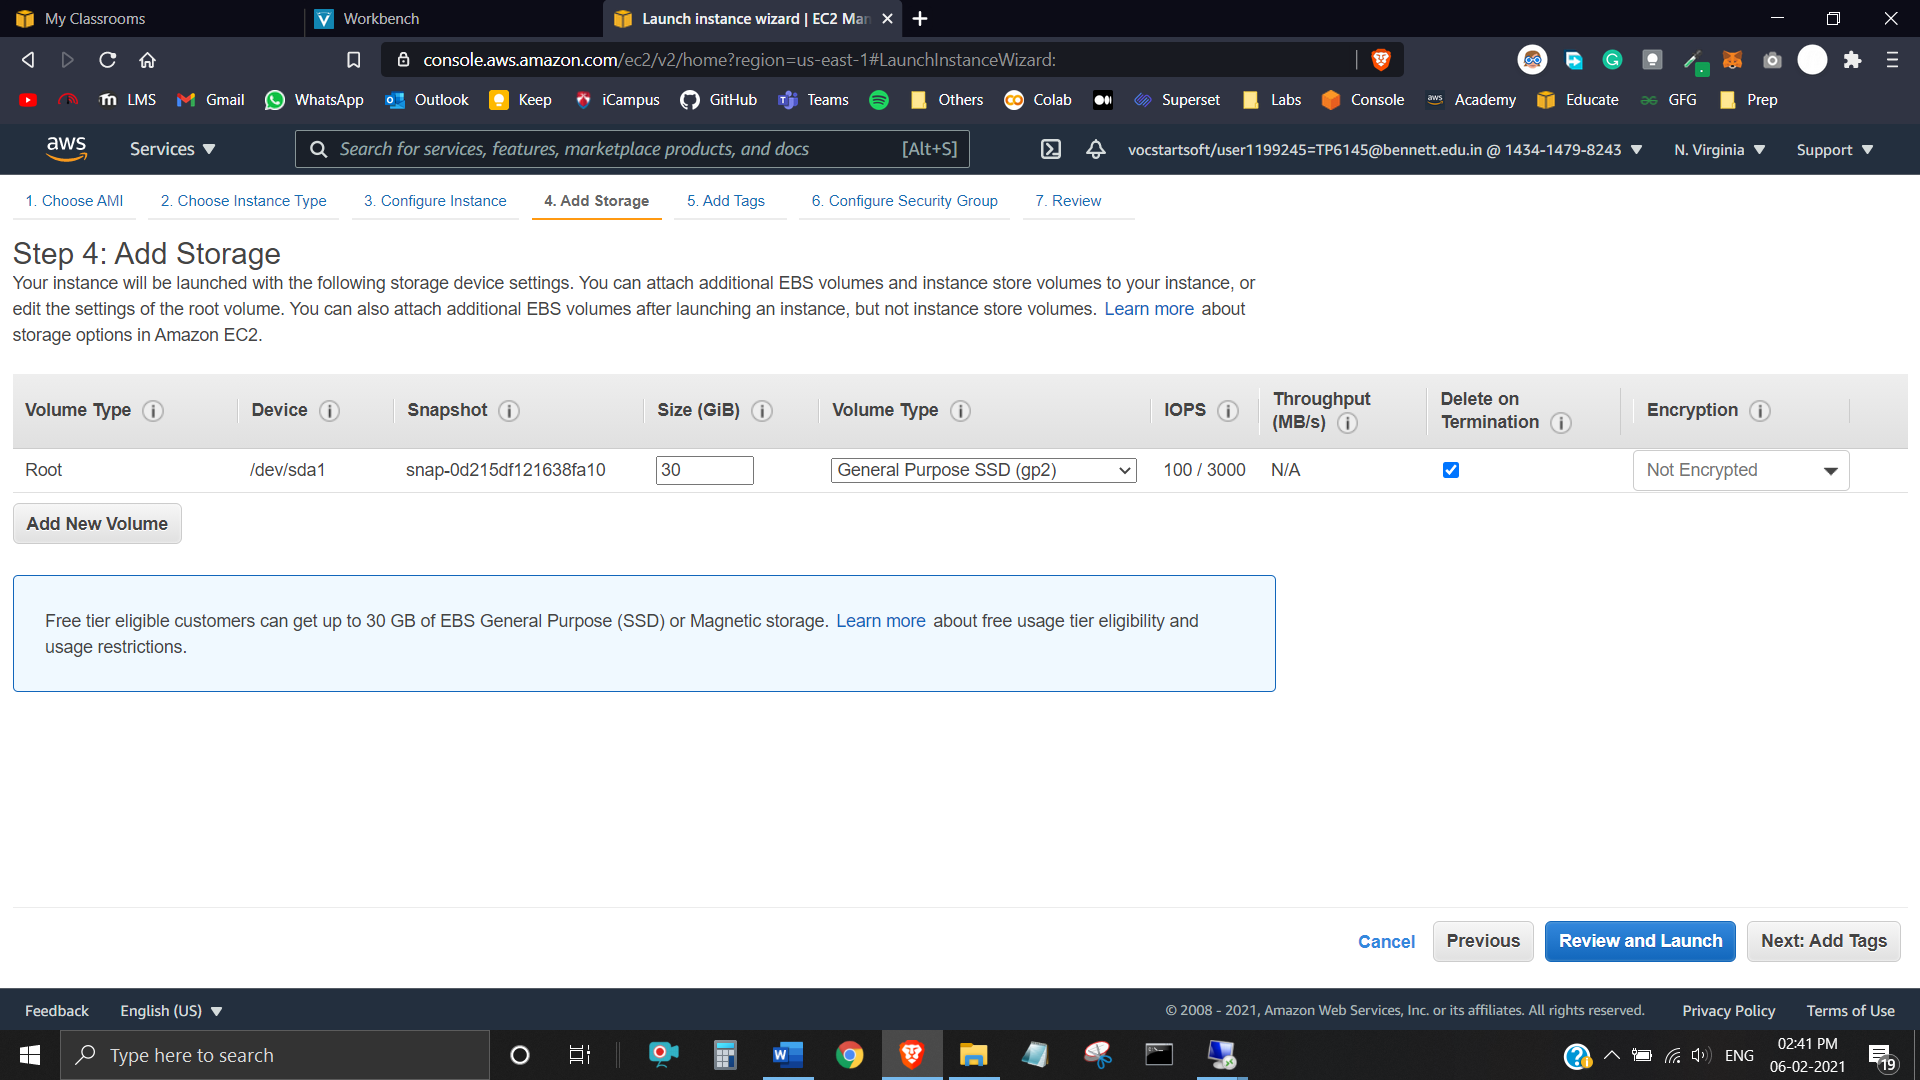 My Classrooms
Workbench
Launch instance wizard | EC2 Man
console.aws.amazon.com/ec2/v2/home?region=us-east-1#LaunchInstanceWizard:
LMS
Gmail
WhatsApp
Outlook
Keep
iCampus
GitHub
Teams
Others
Colab
Superset
Labs
Console
aws
Academy
Educate
GFG
Prep
aws
Services
Search for services, features, marketplace products, and docs
[Alt+S]
vocstartsoft/user1199245=TP6145@bennett.edu.in @ 1434-1479-8243
N. Virginia
Support
1. Choose AMI
2. Choose Instance Type
3. Configure Instance
4. Add Storage
5. Add Tags
6. Configure Security Group
7. Review
Step 4: Add Storage
Your instance will be launched with the following storage device settings. You can attach additional EBS volumes and instance store volumes to your instance, or
edit the settings of the root volume. You can also attach additional EBS volumes after launching an instance, but not instance store volumes. Learn more about
storage options in Amazon EC2.
Volume Type
Device
Snapshot
Size (GiB)
Volume Type
IOPS
Throughput
(MB/s)
Delete on
Termination
Encryption
Root
/dev/sda1
snap-0d215df121638fa10
30
General Purpose SSD (gp2)
100 / 3000
N/A
Not Encrypted
Add New Volume
Free tier eligible customers can get up to 30 GB of EBS General Purpose (SSD) or Magnetic storage. Learn more about free usage tier eligibility and
usage restrictions.
Cancel
Previous
Review and Launch
Next: Add Tags
Feedback
English (US)
© 2008 - 2021, Amazon Web Services, Inc. or its affiliates. All rights reserved.
Privacy Policy
Terms of Use
Type here to search
ENG
02:41 PM
06-02-2021
19